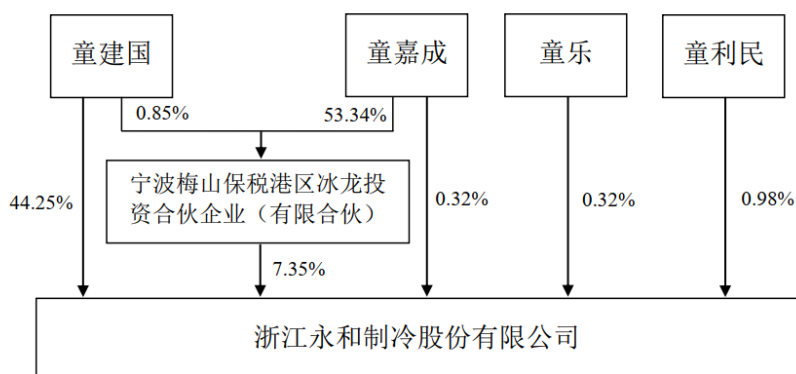 童建国
童嘉成
童乐
童利民
0.85%
53.34%
宁波梅山保税港区冰龙投
资合伙企业（有限合伙）
44.25%
0.32%
0.32%
0.98%
7.35%
浙江永和制冷股份有限公司